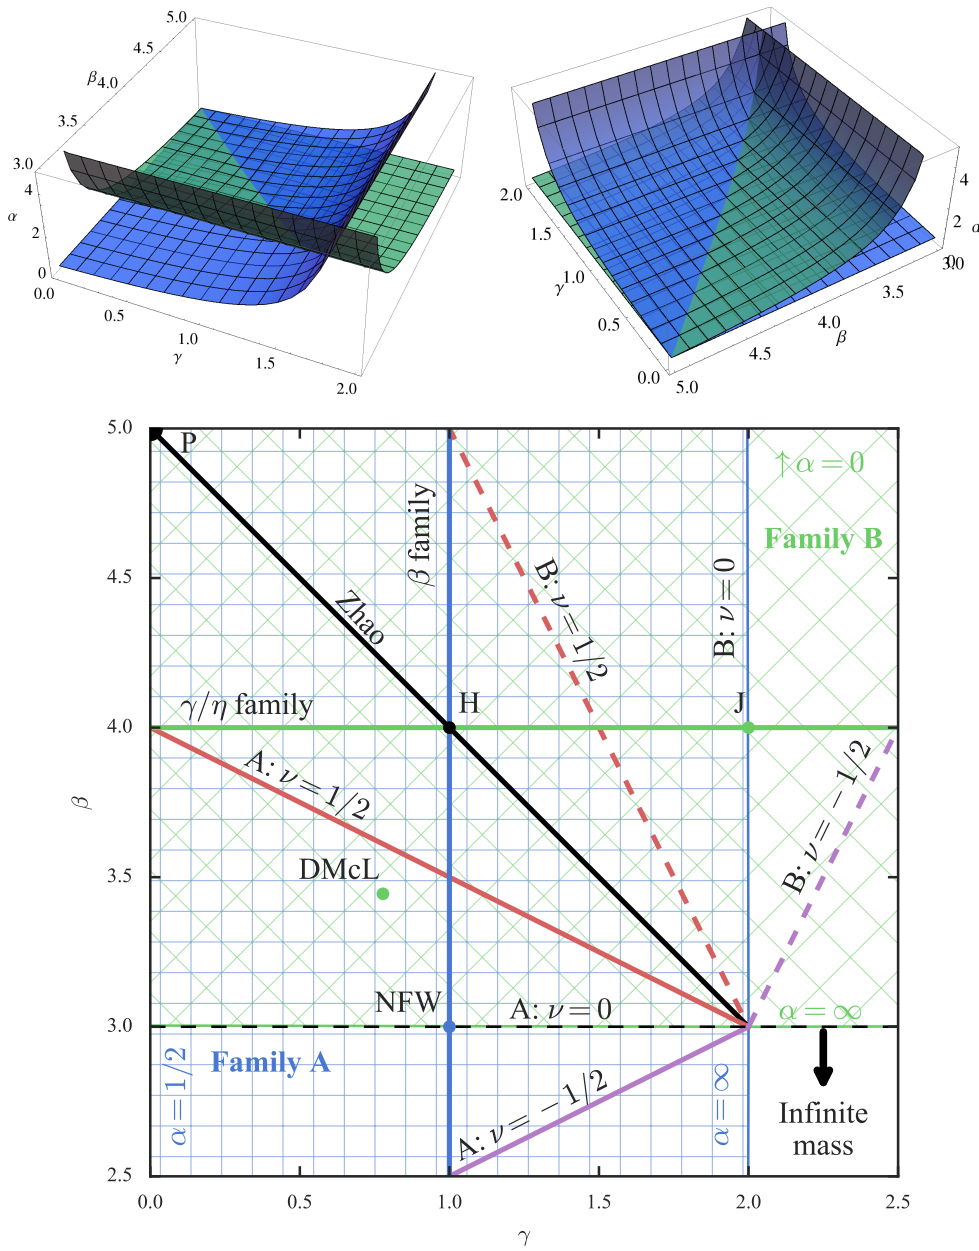 5.0
4.5
β
4.0
3.5
3.0
4
α
2
0
0.0
0.5
1.0
γ
1.5
2.0
2.0
1.5
γ
1.0
0.5
0.0
5.0
4.5
β
4.0
3.5
3.0
0
2
α
4
5.0
4.5
4.0
β
3.5
3.0
2.5
P
↑α = 0
Family B
β family
B: ν = 1/2
B: ν = 0
Zhao
γ/η family
H
J
A: ν = 1/2
B: ν = −1/2
DMcL
NFW
A: ν = 0
α = ∞
Family A
α = 1/2
A: ν = −1/2
α = ∞
Infinite
mass
0.0
0.5
1.0
1.5
2.0
2.5
γ